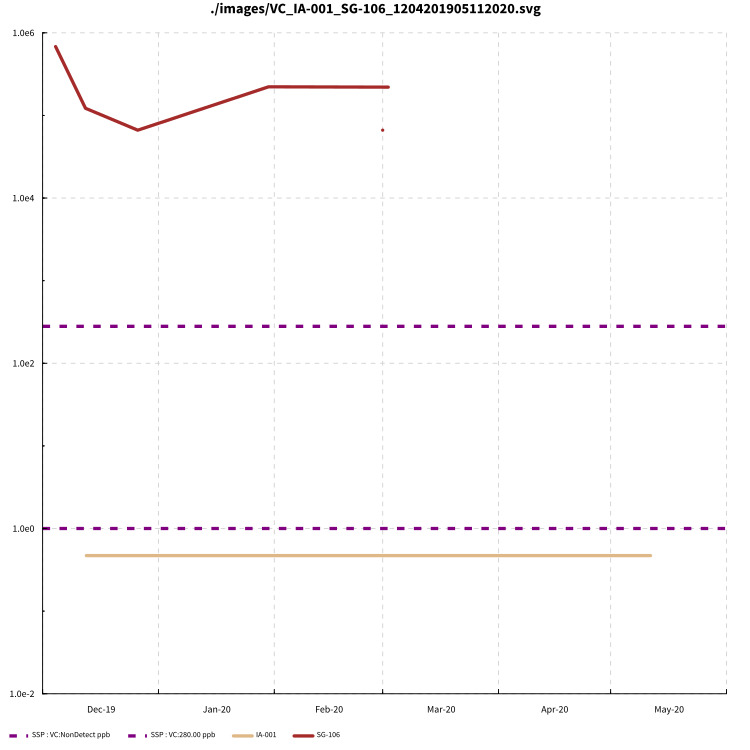 ./images/VC_IA-001_SG-106_1204201905112020.svg
1.0e6
1.0e4
1.0e2
1.0e0
1.0e-2
Dec-19 Jan-20 Feb-20 Mar-20 Apr-20 May-20
SSP : VC:NonDetect ppb SSP : VC:280.00 ppb IA-001 SG-106